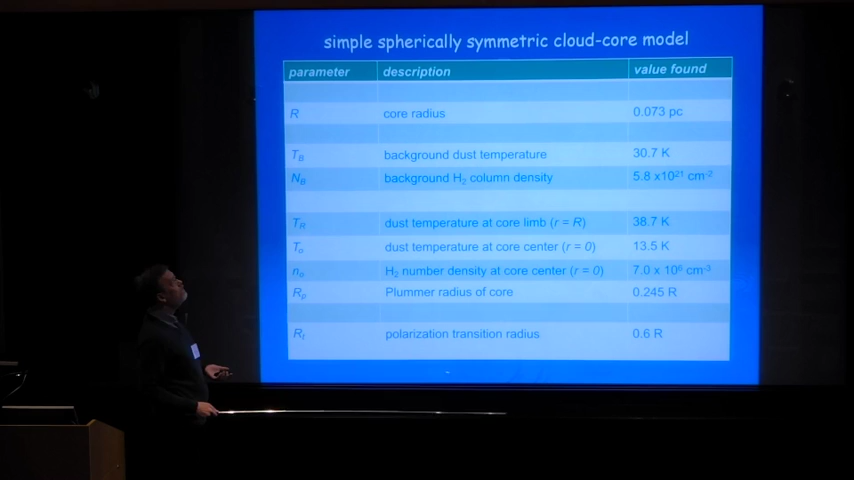 simple spherically symmetric cloud-core model
parameter description value found
R core radius 0.073 pc
T_B background dust temperature 30.7 K
N_B background H₂ column density 5.8 x10²¹ cm⁻²
T_R dust temperature at core limb (r = R) 38.7 K
T_o dust temperature at core center (r = 0) 13.5 K
n_o H₂ number density at core center (r = 0) 7.0 x 10⁶ cm⁻³
R_p Plummer radius of core 0.245 R
R_t polarization transition radius 0.6 R